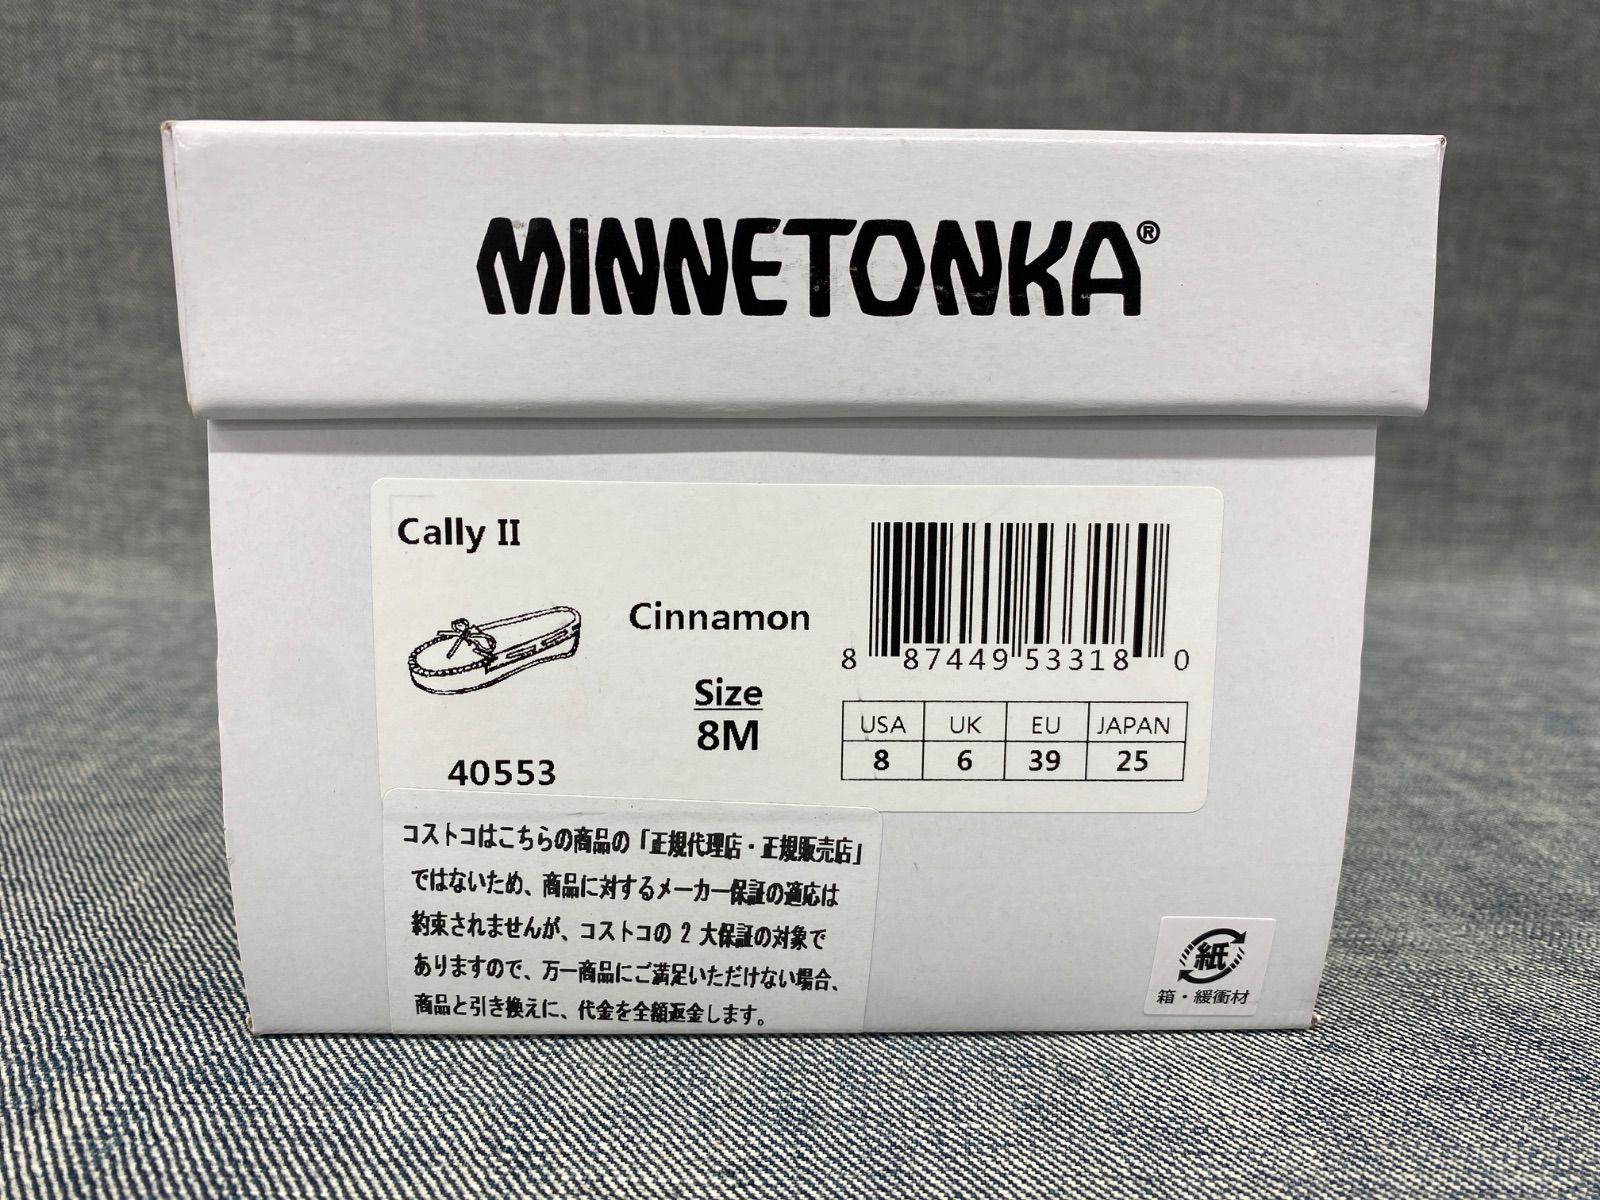 MINNETONKA®
Cally II
Cinnamon
Size
8M
40553
8 87449 53318 0
USA UK EU JAPAN
8 6 39 25
コストコはこちらの商品の「正規代理店・正規販売店」
ではないため、商品に対するメーカー保証の適応は
約束されませんが、コストコの 2 大保証の対象で
ありますので、万一商品にご満足いただけない場合、
商品と引き換えに、代金を全額返金します。
紙
箱・緩衝材